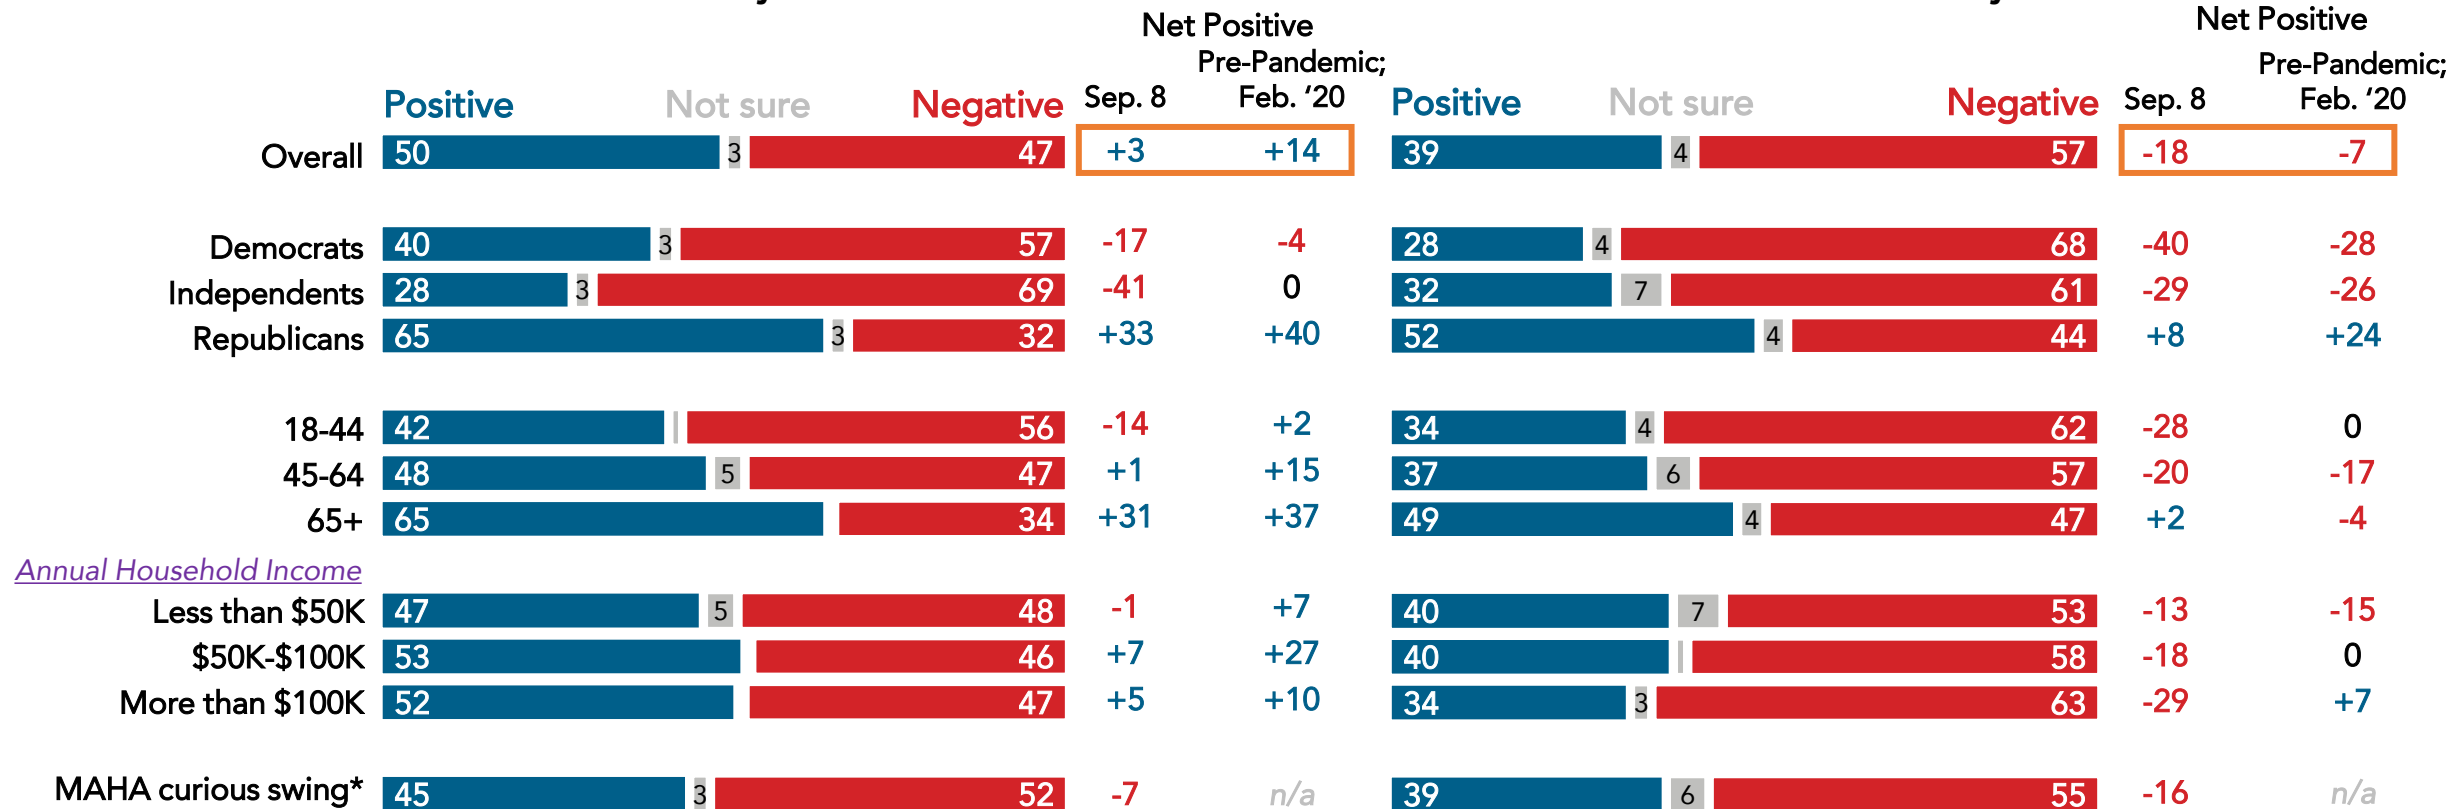 Net Positive Net Positive
Pre-Pandemic; Pre-Pandemic;
Positive Not sure Negative Sep. 8 Feb. ‘20 Positive Not sure Negative Sep. 8 Feb. ‘20
Overall 50 3 47 +3 +14 39 4 57 -18 -7
Democrats 40 3 57 -17 -4 28 4 68 -40 -28
Independents 28 3 69 -41 0 32 7 61 -29 -26
Republicans 65 3 32 +33 +40 52 4 44 +8 +24
18-44 42 56 -14 +2 34 4 62 -28 0
45-64 48 5 47 +1 +15 37 6 57 -20 -17
65+ 65 34 +31 +37 49 4 47 +2 -4
Annual Household Income
Less than $50K 47 5 48 -1 +7 40 7 53 -13 -15
$50K-$100K 53 46 +7 +27 40 58 -18 0
More than $100K 52 47 +5 +10 34 3 63 -29 +7
MAHA curious swing* 45 3 52 -7 n/a 39 6 55 -16 n/a